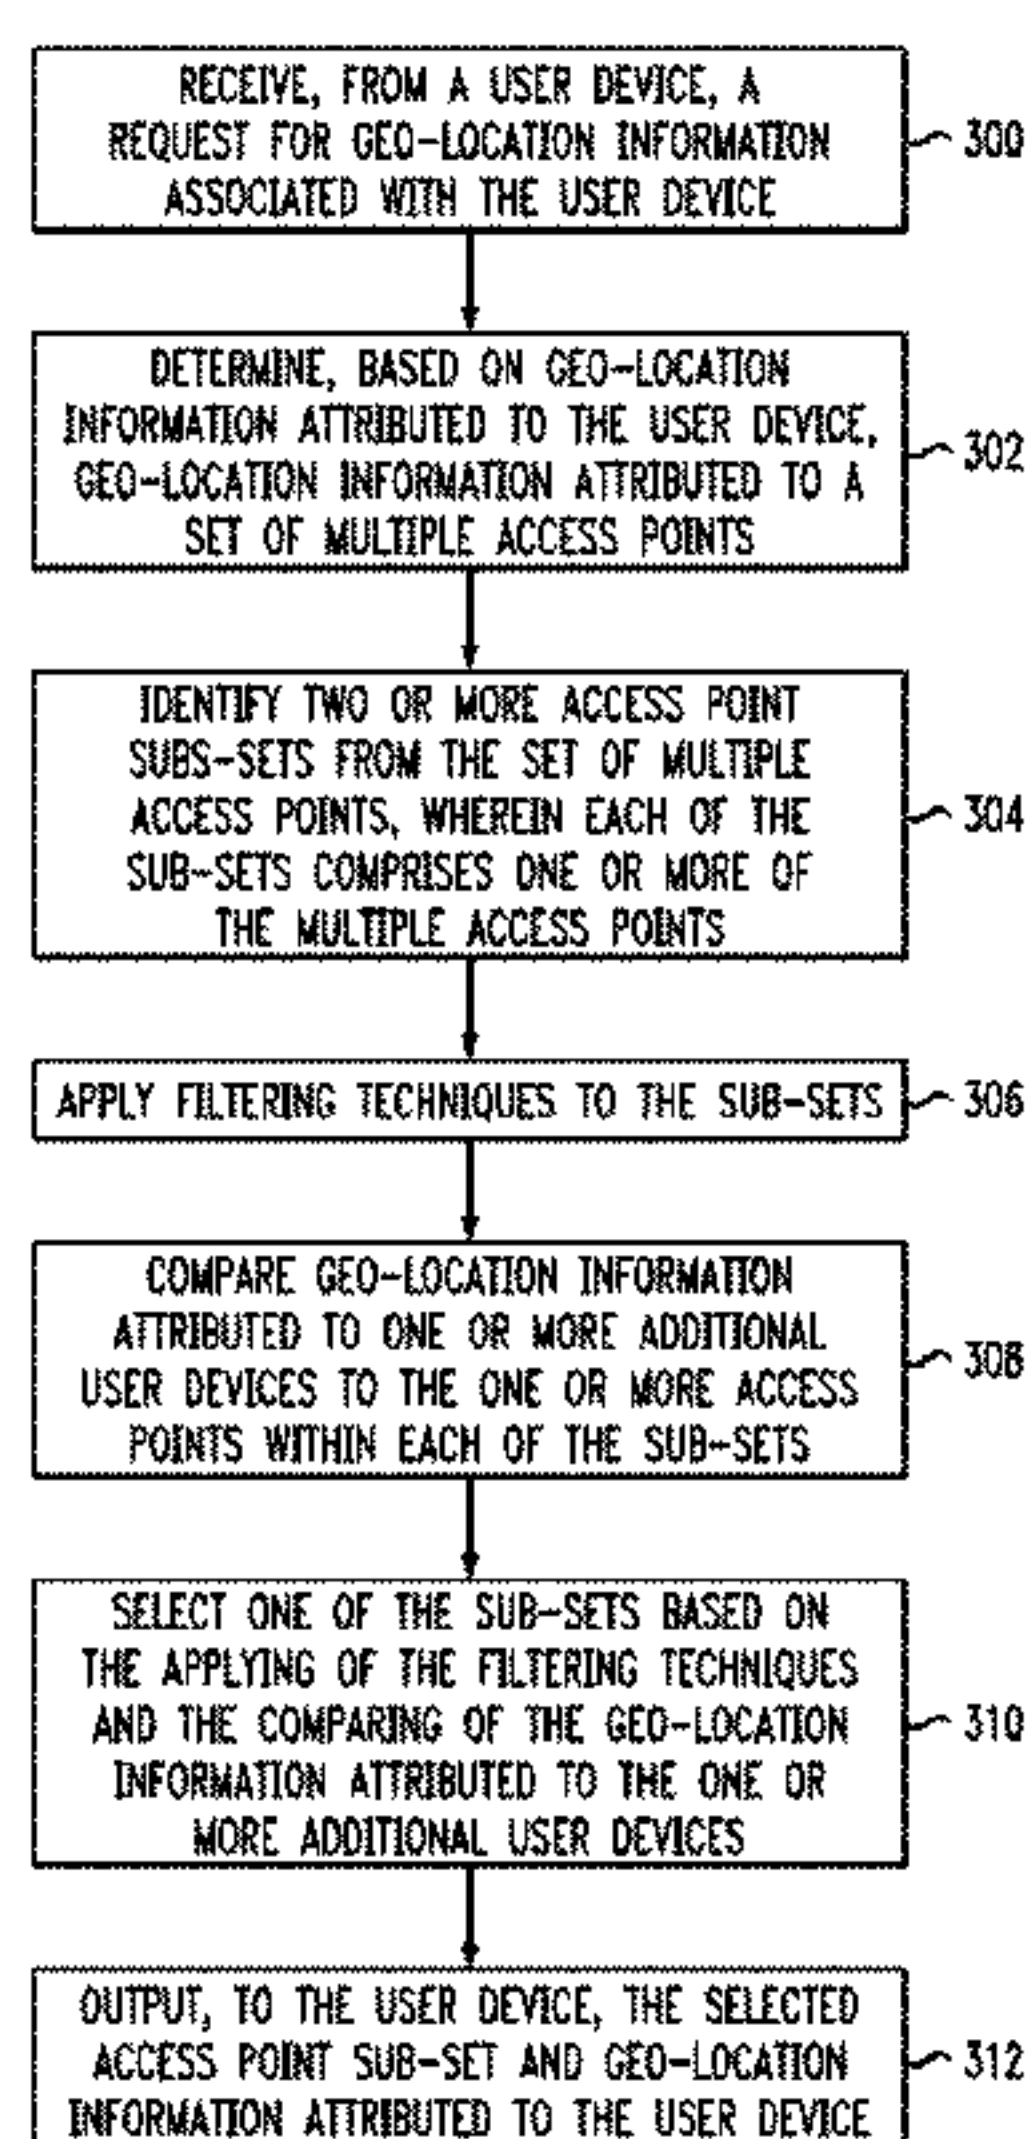 RECEIVE, FROM A USER DEVICE, A
REQUEST FOR GEO-LOCATION INFORMATION
ASSOCIATED WITH THE USER DEVICE
300
DETERMINE, BASED ON GEO-LOCATION
INFORMATION ATTRIBUTED TO THE USER DEVICE,
GEO-LOCATION INFORMATION ATTRIBUTED TO A
SET OF MULTIPLE ACCESS POINTS
302
IDENTIFY TWO OR MORE ACCESS POINT
SUBS-SETS FROM THE SET OF MULTIPLE
ACCESS POINTS, WHEREIN EACH OF THE
SUB-SETS COMPRISES ONE OR MORE OF
THE MULTIPLE ACCESS POINTS
304
APPLY FILTERING TECHNIQUES TO THE SUB-SETS
306
COMPARE GEO-LOCATION INFORMATION
ATTRIBUTED TO ONE OR MORE ADDITIONAL
USER DEVICES TO THE ONE OR MORE ACCESS
POINTS WITHIN EACH OF THE SUB-SETS
308
SELECT ONE OF THE SUB-SETS BASED ON
THE APPLYING OF THE FILTERING TECHNIQUES
AND THE COMPARING OF THE GEO-LOCATION
INFORMATION ATTRIBUTED TO THE ONE OR
MORE ADDITIONAL USER DEVICES
310
OUTPUT, TO THE USER DEVICE, THE SELECTED
ACCESS POINT SUB-SET AND GEO-LOCATION
INFORMATION ATTRIBUTED TO THE USER DEVICE
312